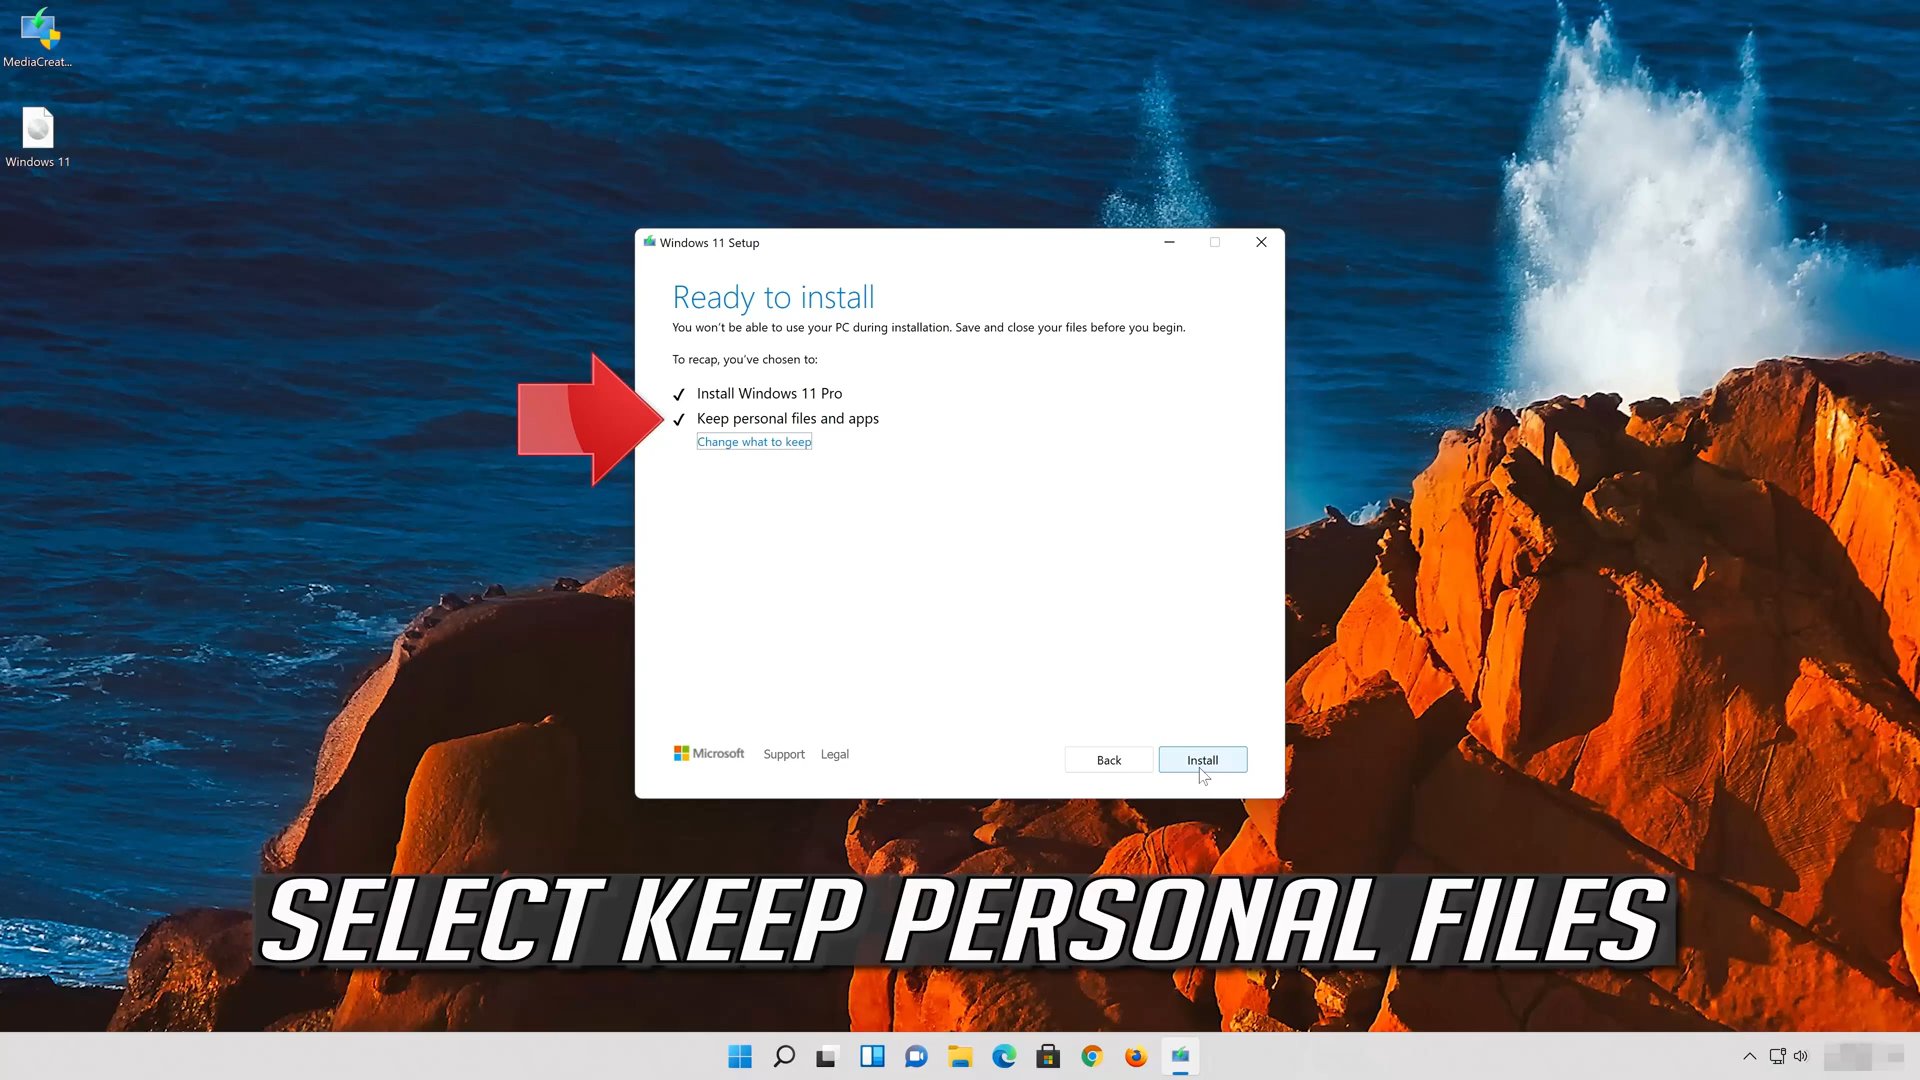 MediaCreat...
Windows 11
Windows 11 Setup
Ready to install
You won't be able to use your PC during installation. Save and close your files before you begin.
To recap, you've chosen to:
✓ Install Windows 11 Pro
✓ Keep personal files and apps
Change what to keep
Microsoft Support Legal
Back Install
SELECT KEEP PERSONAL FILES